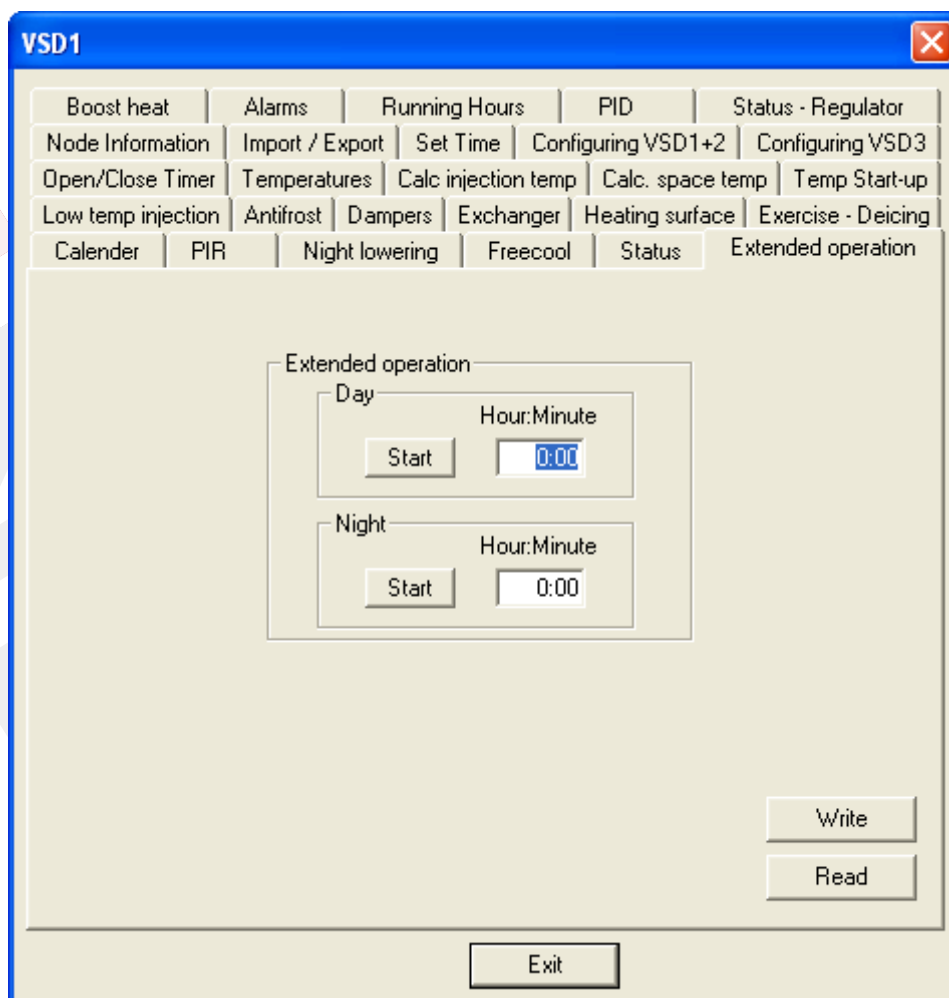 VSD1
Boost heat Alarms Running Hours PID Status - Regulator
Node Information Import / Export Set Time Configuring VSD1+2 Configuring VSD3
Open/Close Timer Temperatures Calc injection temp Calc. space temp Temp Start-up
Low temp injection Antifrost Dampers Exchanger Heating surface Exercise - Deicing
Calender PIR Night lowering Freecool Status Extended operation
Extended operation
Day
Hour:Minute
Start 0:00
Night
Hour:Minute
Start 0:00
Write
Read
Exit